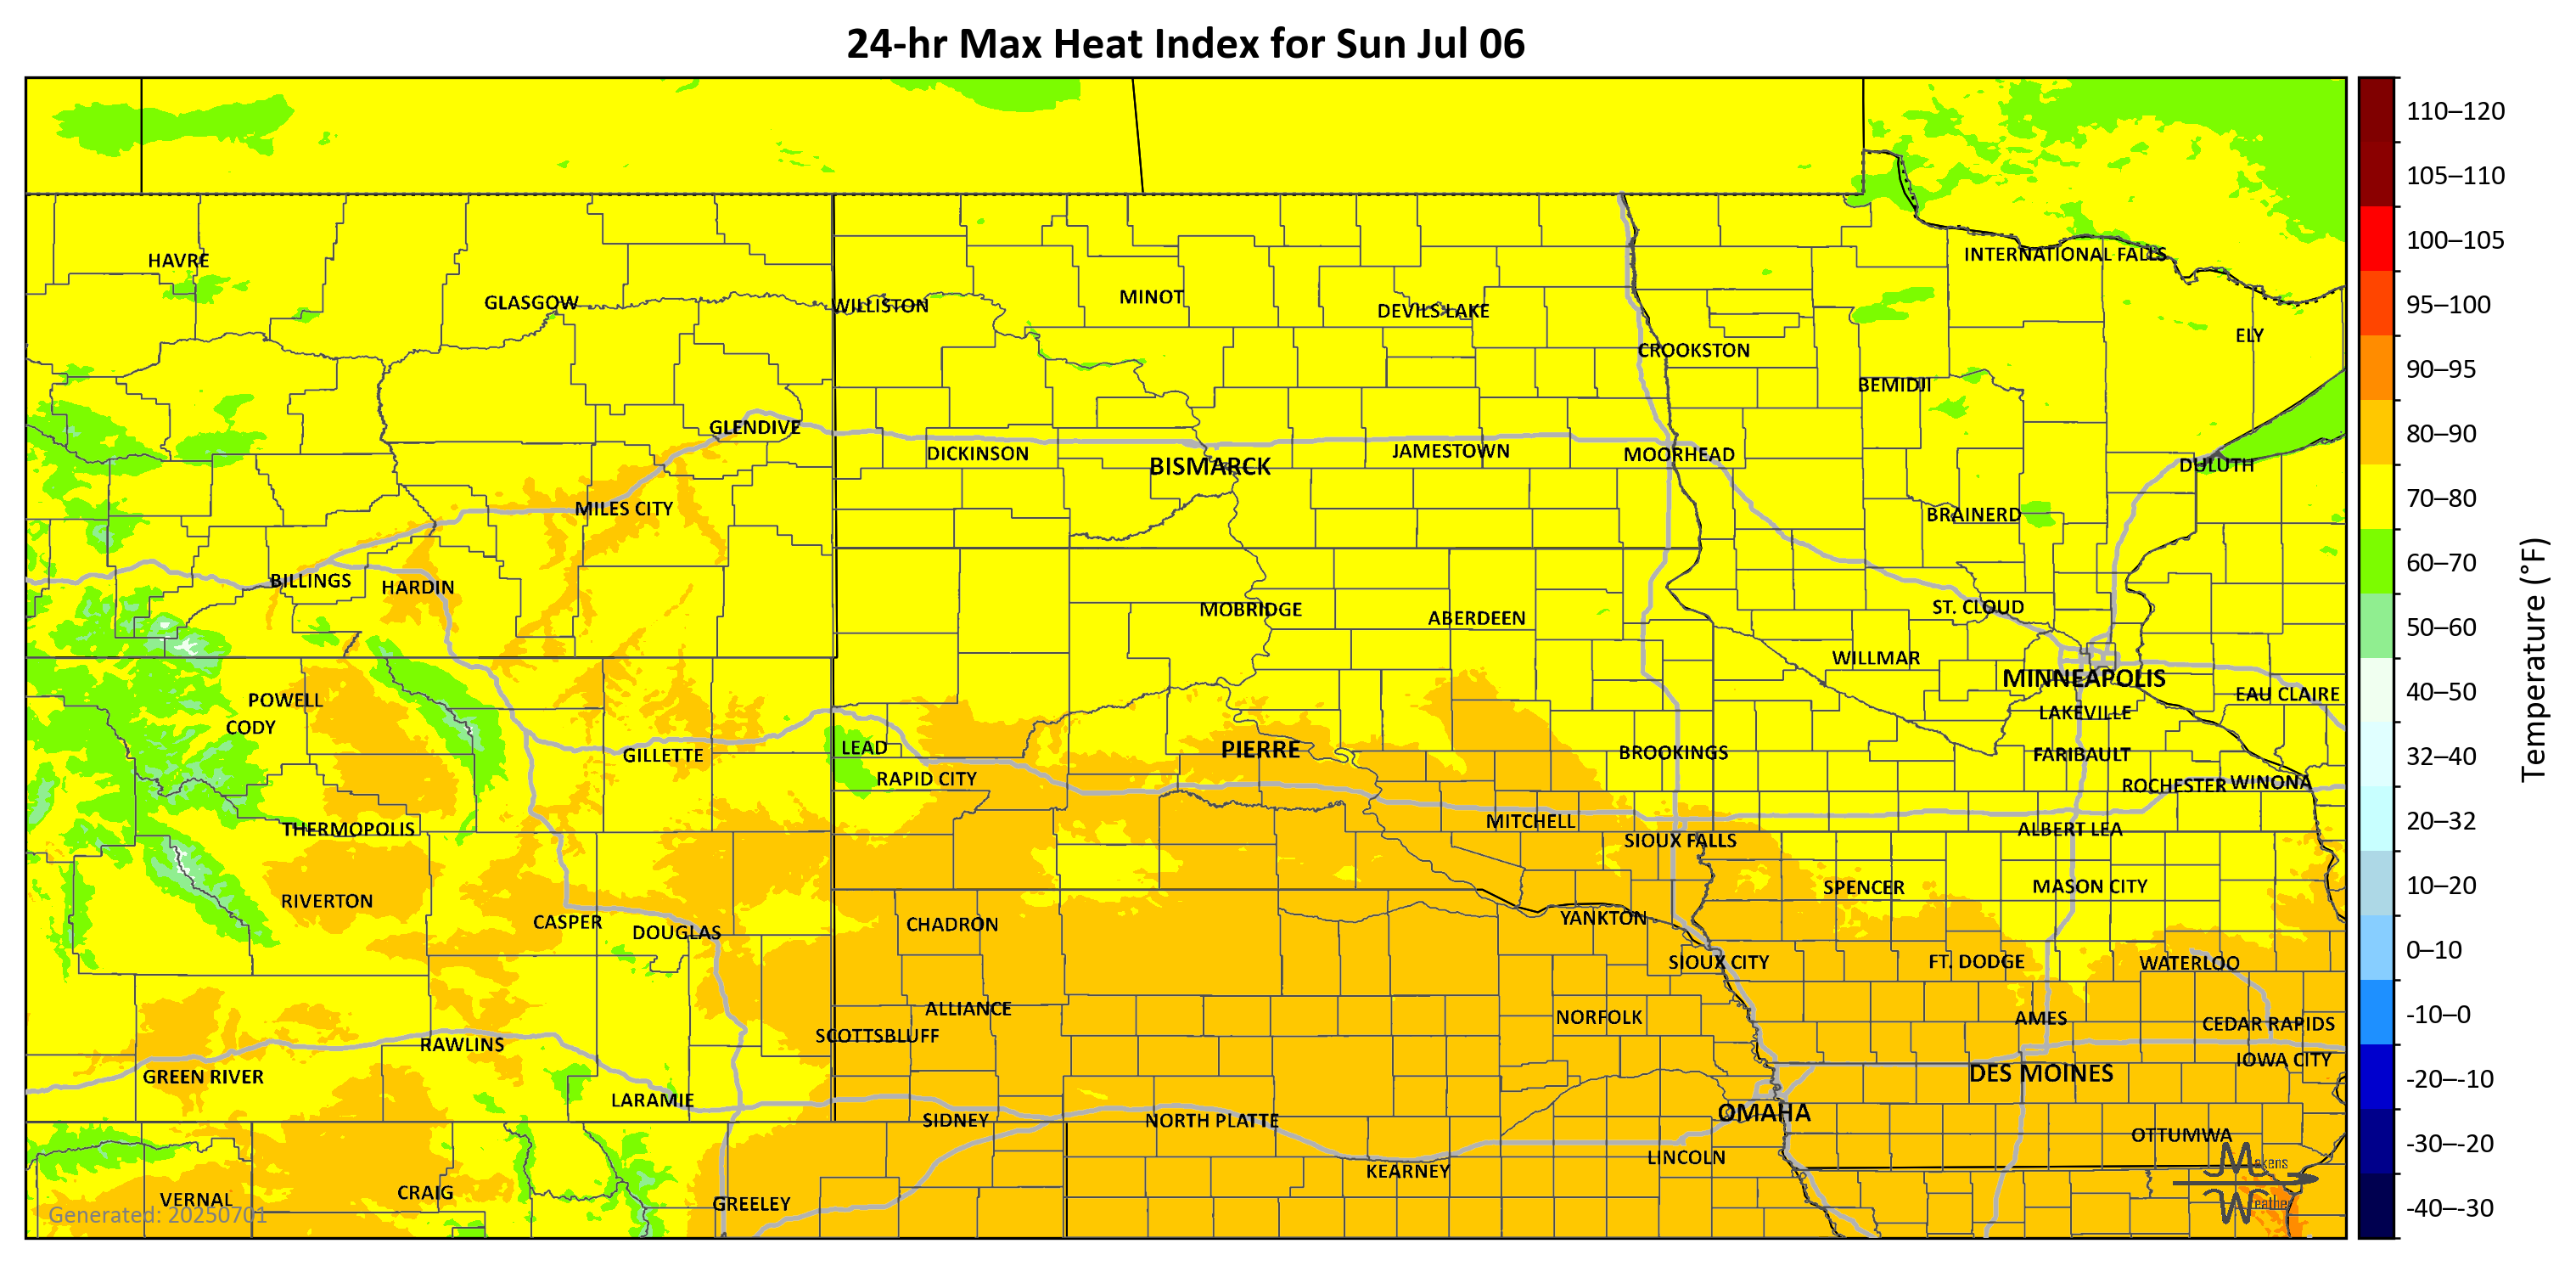 24-hr Max Heat Index for Sun Jul 06
110–120
105–110
HAVRE
INTERNATIONAL FALLS
100–105
GLASGOW
WILLISTON
MINOT
DEVILS LAKE
95–100
ELY
CROOKSTON
90–95
BEMIDJI
GLENDIVE
80–90
DICKINSON
BISMARCK
JAMESTOWN
MOORHEAD
DULUTH
MILES CITY
BRAINERD
70–80
BILLINGS
HARDIN
60–70
MOBRIDGE
ABERDEEN
ST. CLOUD
50–60
WILLMAR
MINNEAPOLIS
Temperature (°F)
POWELL
EAU CLAIRE
40–50
CODY
LAKEVILLE
GILLETTE
LEAD
PIERRE
BROOKINGS
FARIBAULT
32–40
RAPID CITY
ROCHESTER
WINONA
THERMOPOLIS
MITCHELL
SIOUX FALLS
ALBERT LEA
20–32
RIVERTON
SPENCER
MASON CITY
10–20
CASPER
DOUGLAS
CHADRON
YANKTON
SIOUX CITY
FT. DODGE
WATERLOO
0–10
ALLIANCE
NORFOLK
AMES
CEDAR RAPIDS
-10–0
SCOTTSBLUFF
RAWLINS
IOWA CITY
GREEN RIVER
DES MOINES
-20–-10
LARAMIE
SIDNEY
NORTH PLATTE
OMAHA
OTTUMWA
-30–-20
KEARNEY
LINCOLN
Makens
Weather
VERNAL
CRAIG
GREELEY
-40–-30
Generated: 20250701